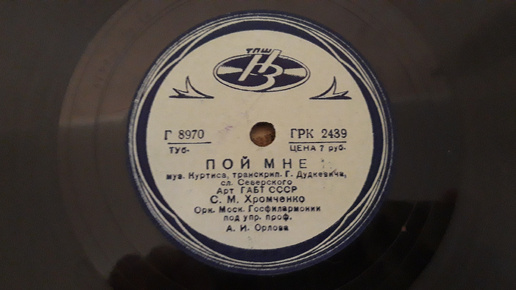 ТПШ
НЗ
Г 8970 ГРК 2439
ТУБ- ЦЕНА 7 руб-
ПОЙ МНЕ
муз. Куртиса, транскрип. Г. Дудкевича,
сл. Северского
Арт ГАБТ СССР
С. М. Хромченко
Орк. Моск. Госфилармонии
под упр. проф.
А. И. Орлова